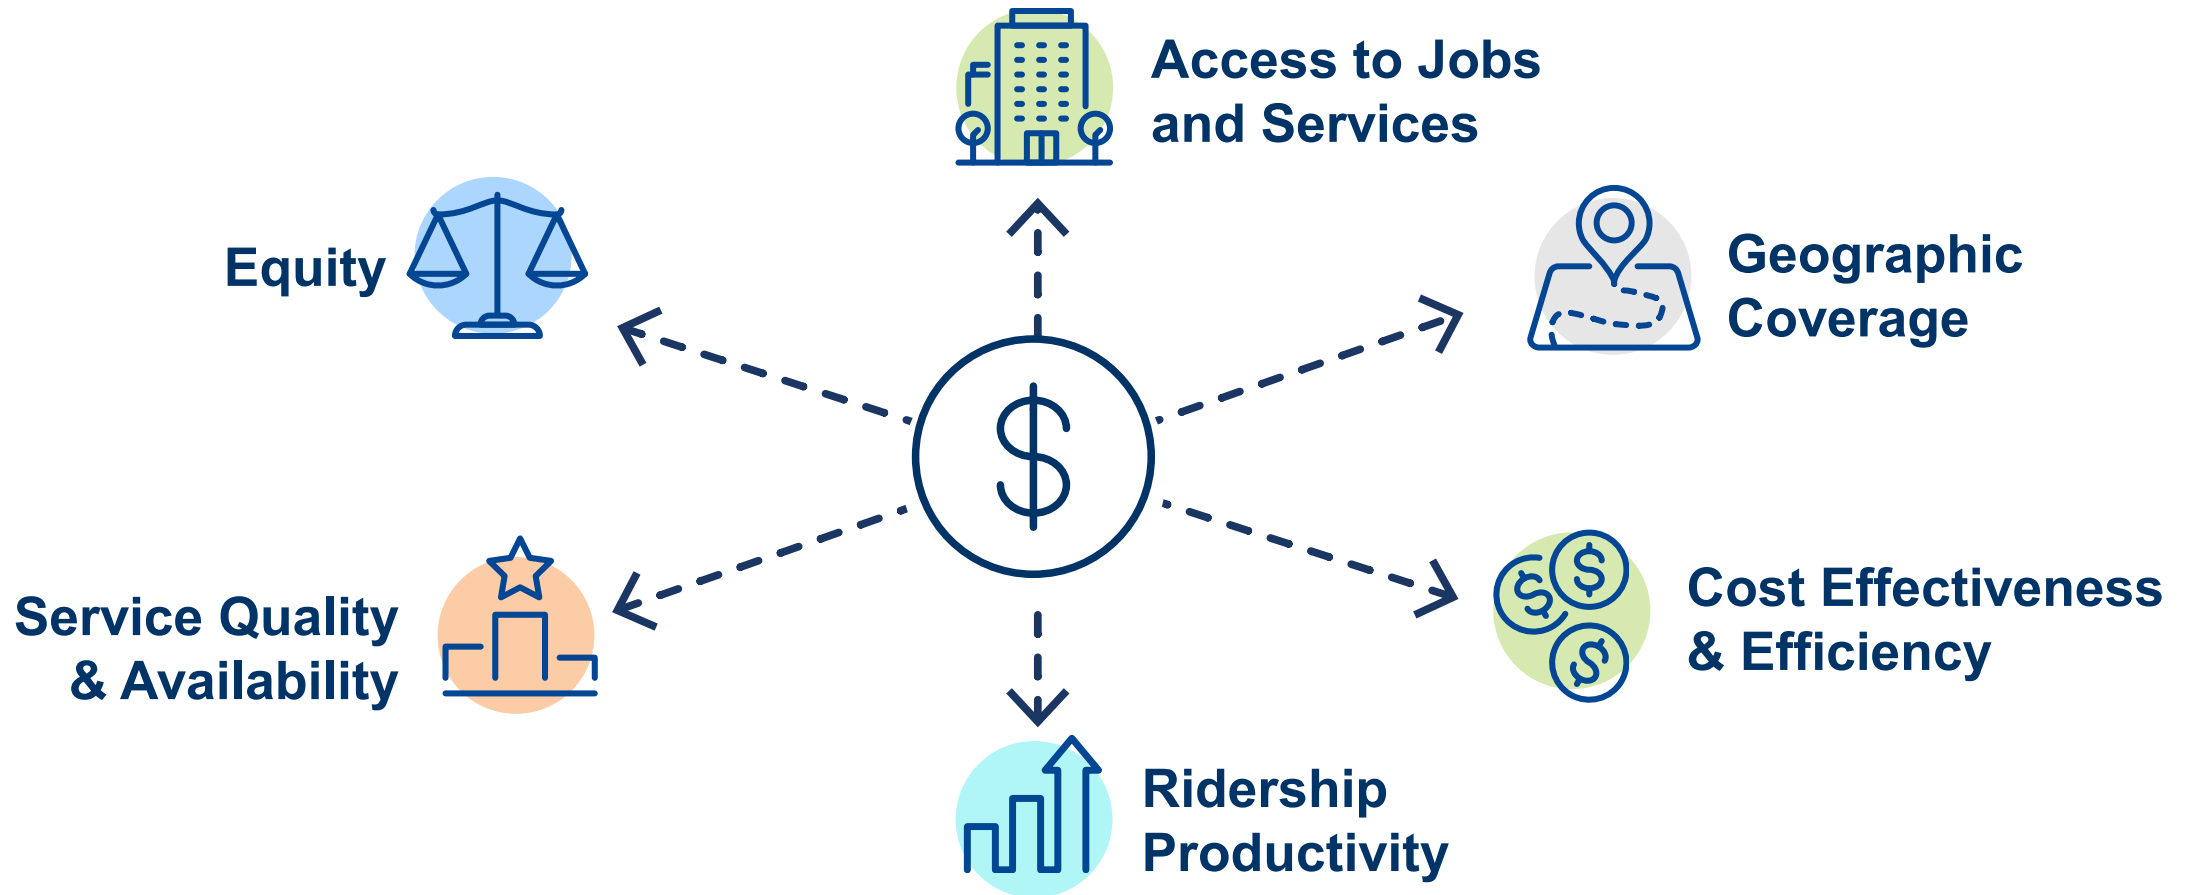 Access to Jobs
and Services
Equity
Geographic
Coverage
$
Service Quality
& Availability
Cost Effectiveness
& Efficiency
$
$
$
Ridership
Productivity